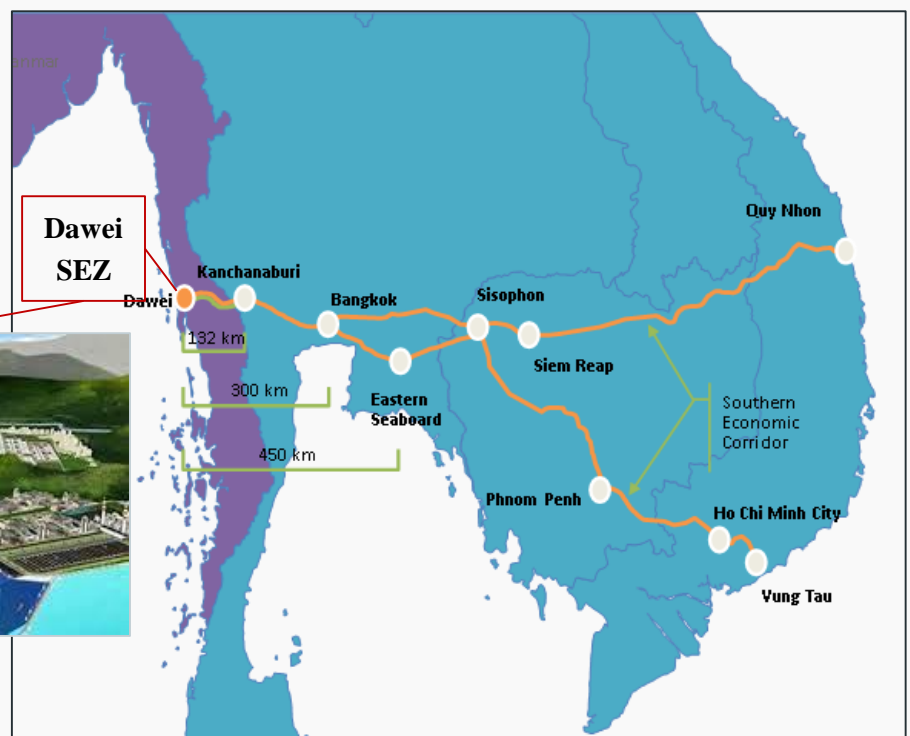 Dawei
SEZ
Quy Nhon
Kanchanaburi
Dawei
Bangkok
Sisophon
132 km
Siem Reap
300 km
Eastern
Seaboard
Southern
Economic
Corridor
450 km
Phnom Penh
Ho Chi Minh City
Vung Tau